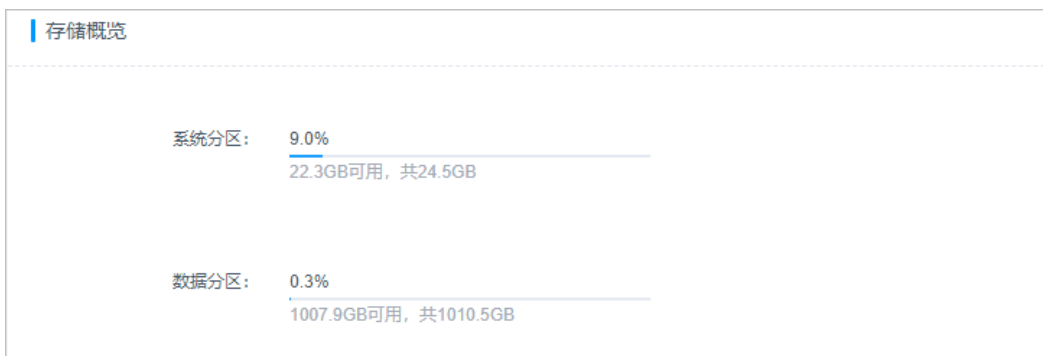 存储概览
系统分区： 9.0%
22.3GB可用，共24.5GB
数据分区： 0.3%
1007.9GB可用，共1010.5GB